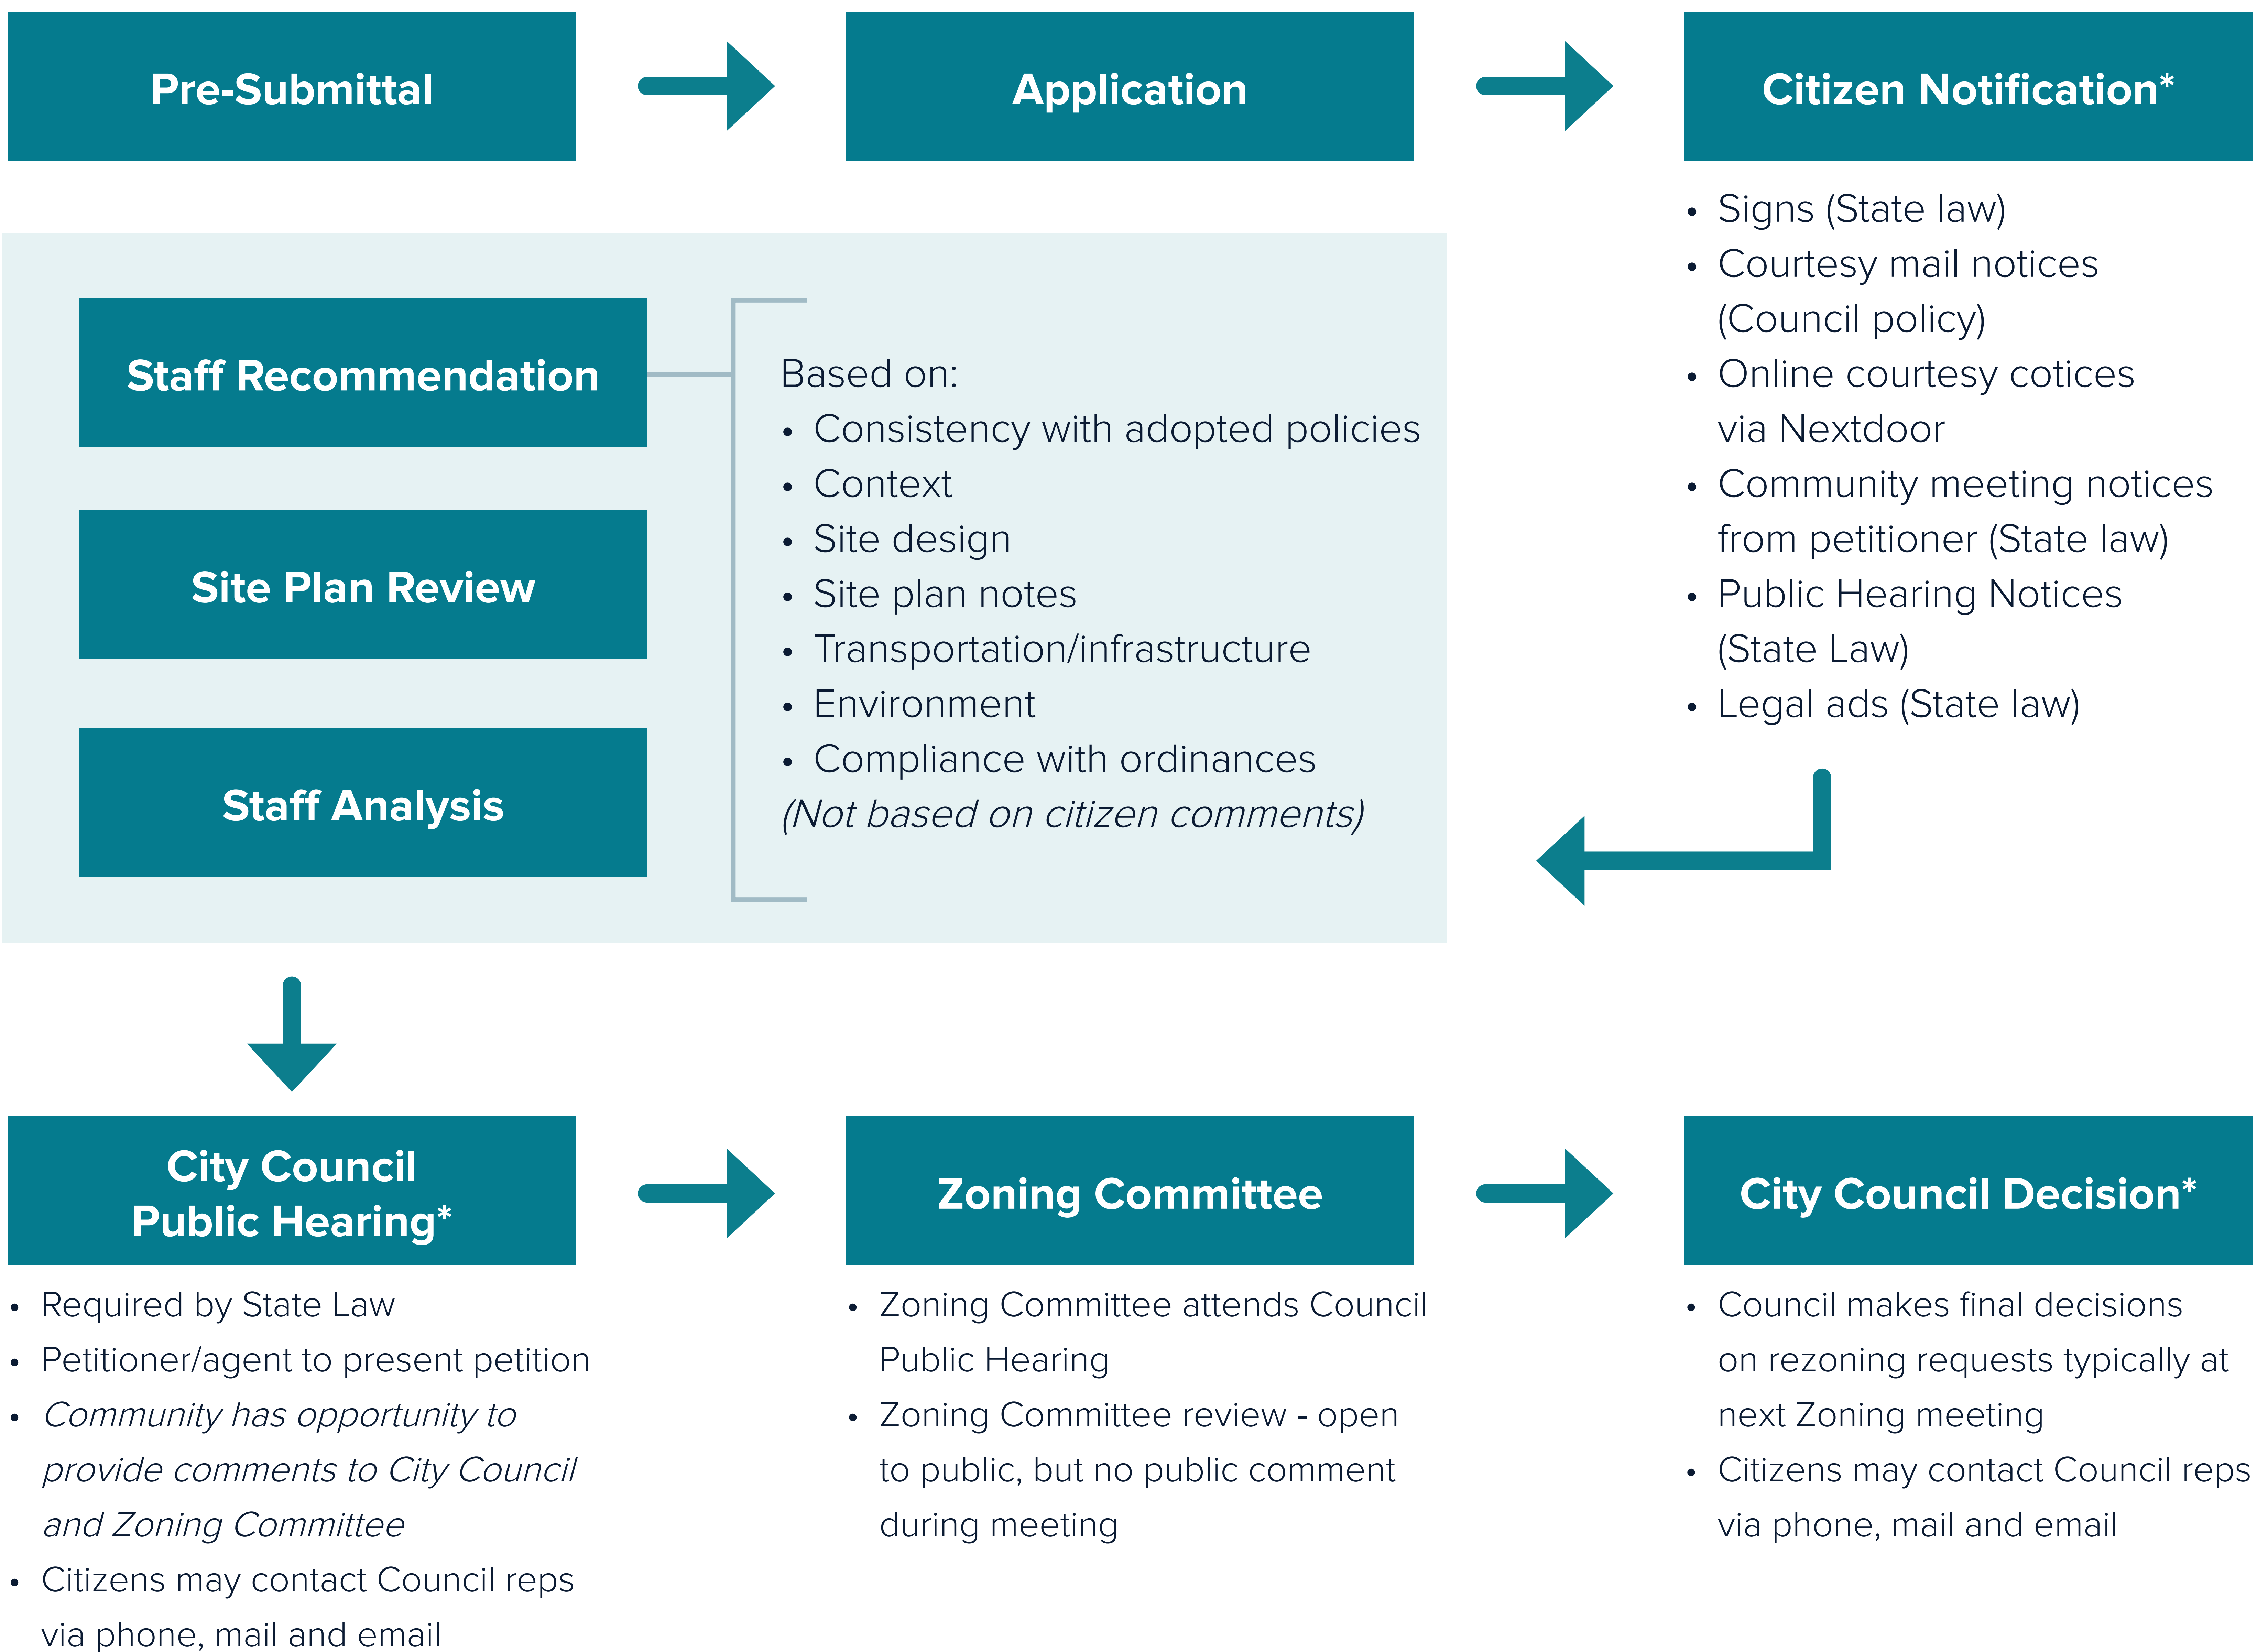 Pre-Submittal
Application
Citizen Notification*
• Signs (State law)
• Courtesy mail notices
(Council policy)
• Online courtesy cotices
via Nextdoor
• Community meeting notices
from petitioner (State law)
• Public Hearing Notices
(State Law)
• Legal ads (State law)
Staff Recommendation
Site Plan Review
Staff Analysis
Based on:
• Consistency with adopted policies
• Context
• Site design
• Site plan notes
• Transportation/infrastructure
• Environment
• Compliance with ordinances
(Not based on citizen comments)
City Council
Public Hearing*
• Required by State Law
• Petitioner/agent to present petition
• Community has opportunity to
provide comments to City Council
and Zoning Committee
• Citizens may contact Council reps
via phone, mail and email
Zoning Committee
• Zoning Committee attends Council
Public Hearing
• Zoning Committee review - open
to public, but no public comment
during meeting
City Council Decision*
• Council makes final decisions
on rezoning requests typically at
next Zoning meeting
• Citizens may contact Council reps
via phone, mail and email